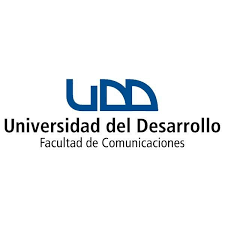 UDD
Universidad del Desarrollo
Facultad de Comunicaciones